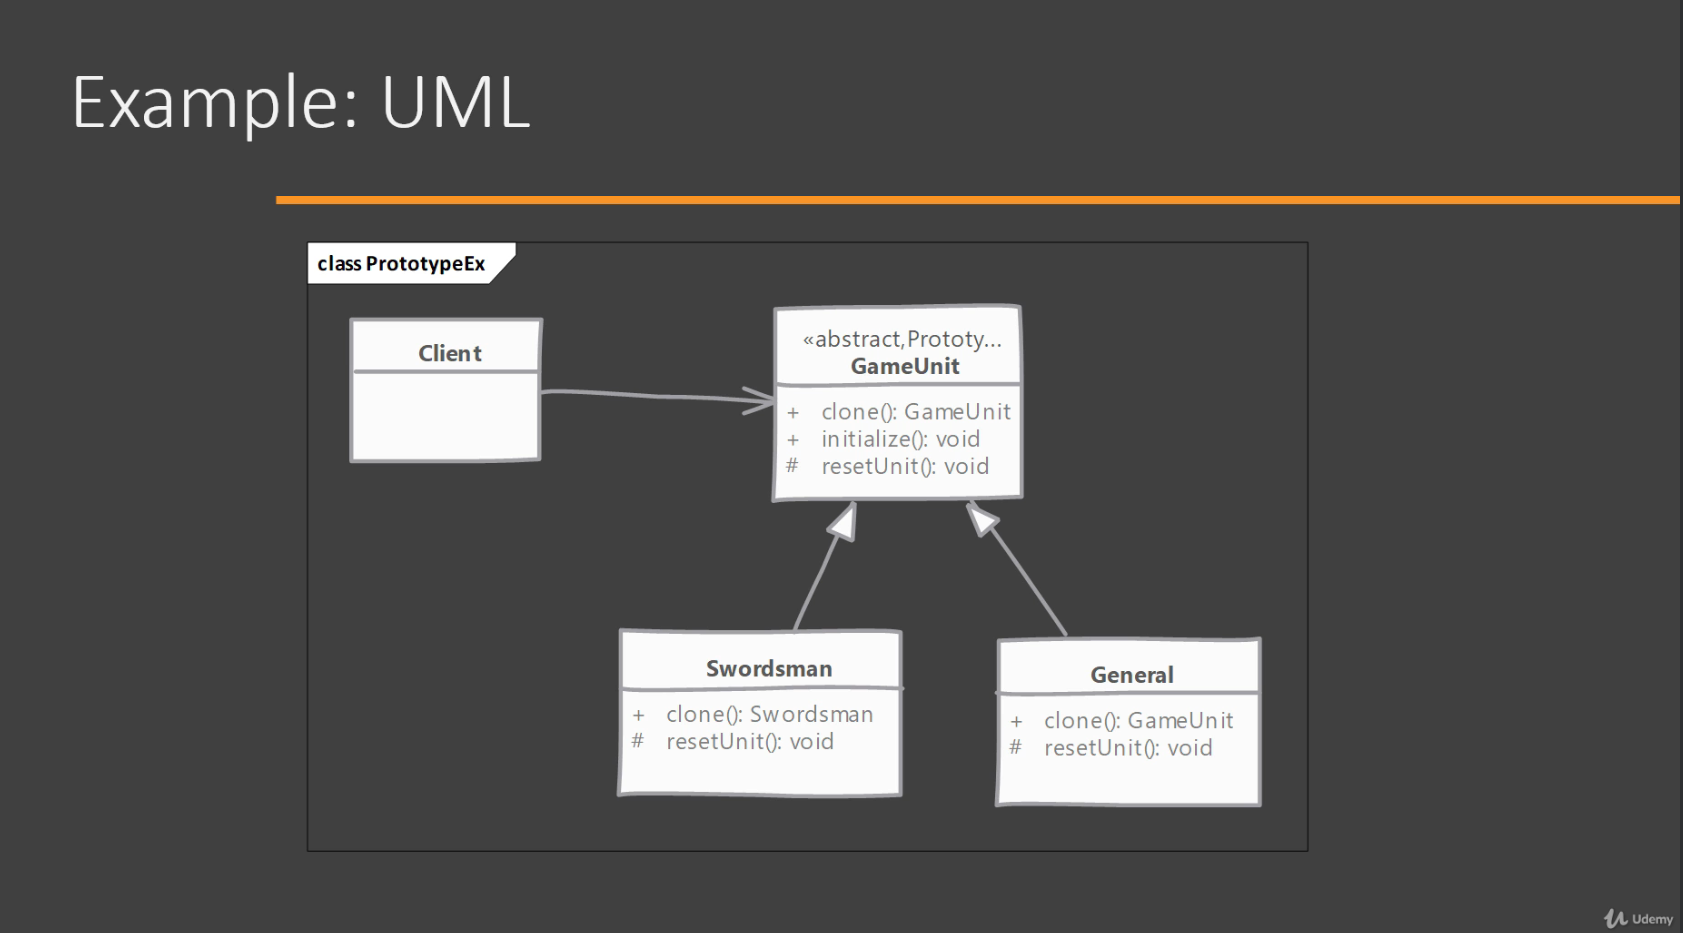 Example: UML
class PrototypeEx
Client
«abstract,Prototy...
GameUnit
+ clone(): GameUnit
+ initialize(): void
# resetUnit(): void
Swordsman
+ clone(): Swordsman
# resetUnit(): void
General
+ clone(): GameUnit
# resetUnit(): void
Udemy